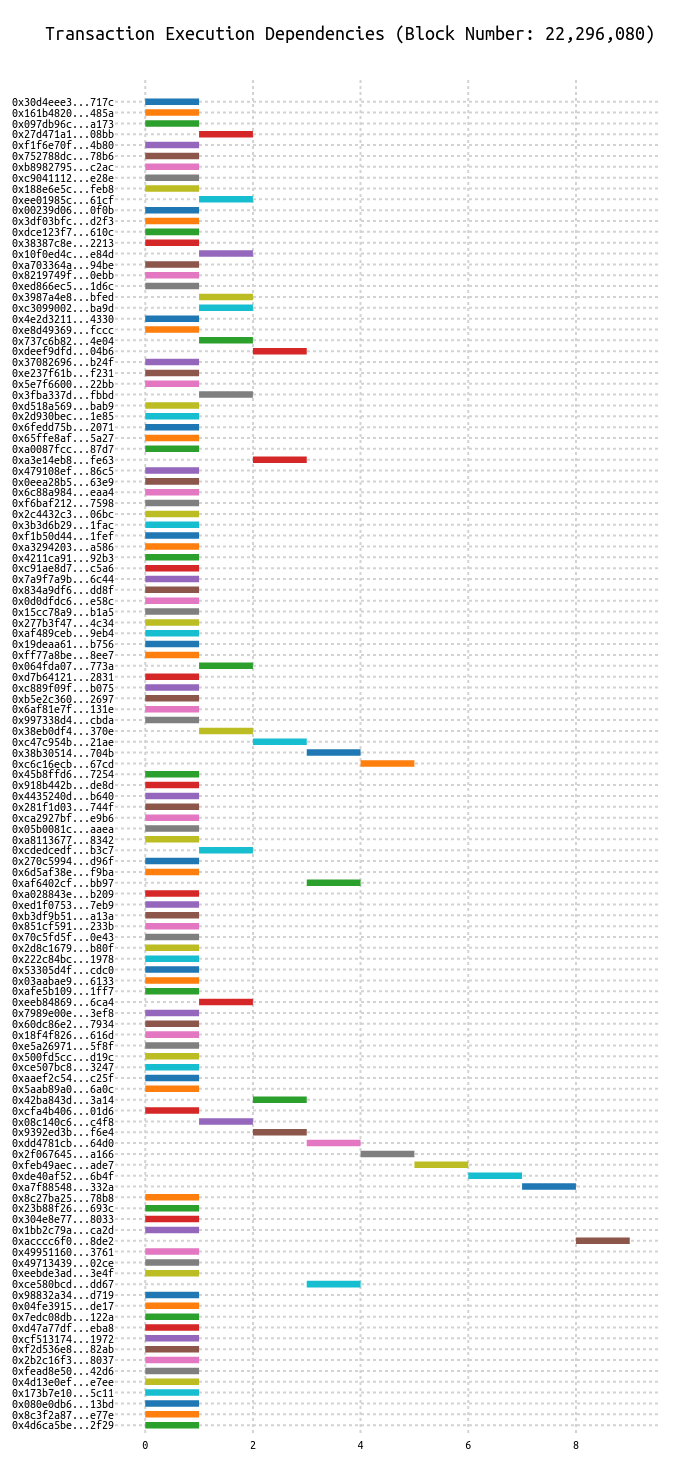 Transaction Execution Dependencies (Block Number: 22,296,080)
0x30d4eee3...717c
0x161b4820...485a
0x097db96c...a173
0x27d471a1...08bb
0xf1f6e70f...4b80
0x752788dc...78b6
0xb8982795...c2ac
0xc9041112...e28e
0x188e6e5c...feb8
0xee01985c...61cf
0x00239d06...0f0b
0x3df03bfc...d2f3
0xdce123f7...610c
0x38387c8e...2213
0x10f0ed4c...e84d
0xa703364a...94be
0x8219749f...0ebb
0xed866ec5...1d6c
0x3987a4e8...bfed
0xc3099002...ba9d
0x4e2d3211...4330
0xe8d49369...fccc
0x737c6b82...4e04
0xdeef9dfd...04b6
0x37082696...b24f
0xe237f61b...f231
0x5e7f6600...22bb
0x3fba337d...fbbd
0xd518a569...bab9
0x2d930bec...1e85
0x6fedd75b...2071
0x65ffe8af...5a27
0xa0087fcc...87d7
0xa3e14eb8...fe63
0x479108ef...86c5
0x0eea28b5...63e9
0x6c88a984...eaa4
0xf6baf212...7598
0x2c4432c3...06bc
0x3b3d6b29...1fac
0xf1b50d44...1fef
0xa3294203...a586
0x4211ca91...92b3
0xc91ae8d7...c5a6
0x7a9f7a9b...6c44
0x834a9df6...dd8f
0x0d0dfdc6...e58c
0x15cc78a9...b1a5
0x277b3f47...4c34
0xaf489ceb...9eb4
0x19deaa61...b756
0xff77a8be...8ee7
0x064fda07...773a
0xd7b64121...2831
0xc889f09f...b075
0xb5e2c360...2697
0x6af81e7f...131e
0x997338d4...cbda
0x38eb0df4...370e
0xc47c954b...21ae
0x38b30514...704b
0xc6c16ecb...67cd
0x45b8ffd6...7254
0x918b442b...de8d
0x4435240d...b640
0x281f1d03...744f
0xca2927bf...e9b6
0x05b0081c...aaea
0xa8113677...8342
0xcdedcedf...b3c7
0x270c5994...d96f
0x6d5af38e...f9ba
0xaf6402cf...bb97
0xa028843e...b209
0xed1f0753...7eb9
0xb3df9b51...a13a
0x851cf591...233b
0x70c5fd5f...0e43
0x2d8c1679...b80f
0x222c84bc...1978
0x53305d4f...cdc0
0x03aabae9...6133
0xafe5b109...1ff7
0xeeb84869...6ca4
0x7989e00e...3ef8
0x60dc86e2...7934
0x18f4f826...616d
0xe5a26971...5f8f
0x500fd5cc...d19c
0xce507bc8...3247
0xaaef2c54...c25f
0x5aab89a0...6a0c
0x42ba843d...3a14
0xcfa4b406...01d6
0x08c140c6...c4f8
0x9392ed3b...f6e4
0xdd4781cb...64d0
0x2f067645...a166
0xfeb49aec...ade7
0xde40af52...6b4f
0xa7f88548...332a
0x8c27ba25...78b8
0x23b88f26...693c
0x304e8e77...8033
0x1bb2c79a...ca2d
0xacccc6f0...8de2
0x49951160...3761
0x49713439...02ce
0xeebde3ad...3e4f
0xce580bcd...dd67
0x98832a34...d719
0x04fe3915...de17
0x7edc08db...122a
0xd47a77df...eba8
0xcf513174...1972
0xf2d536e8...82ab
0x2b2c16f3...8037
0xfead8e50...42d6
0x4d13e0ef...e7ee
0x173b7e10...5c11
0x080e0db6...13bd
0x8c3f2a87...e77e
0x4d6ca5be...2f29
0 2 4 6 8